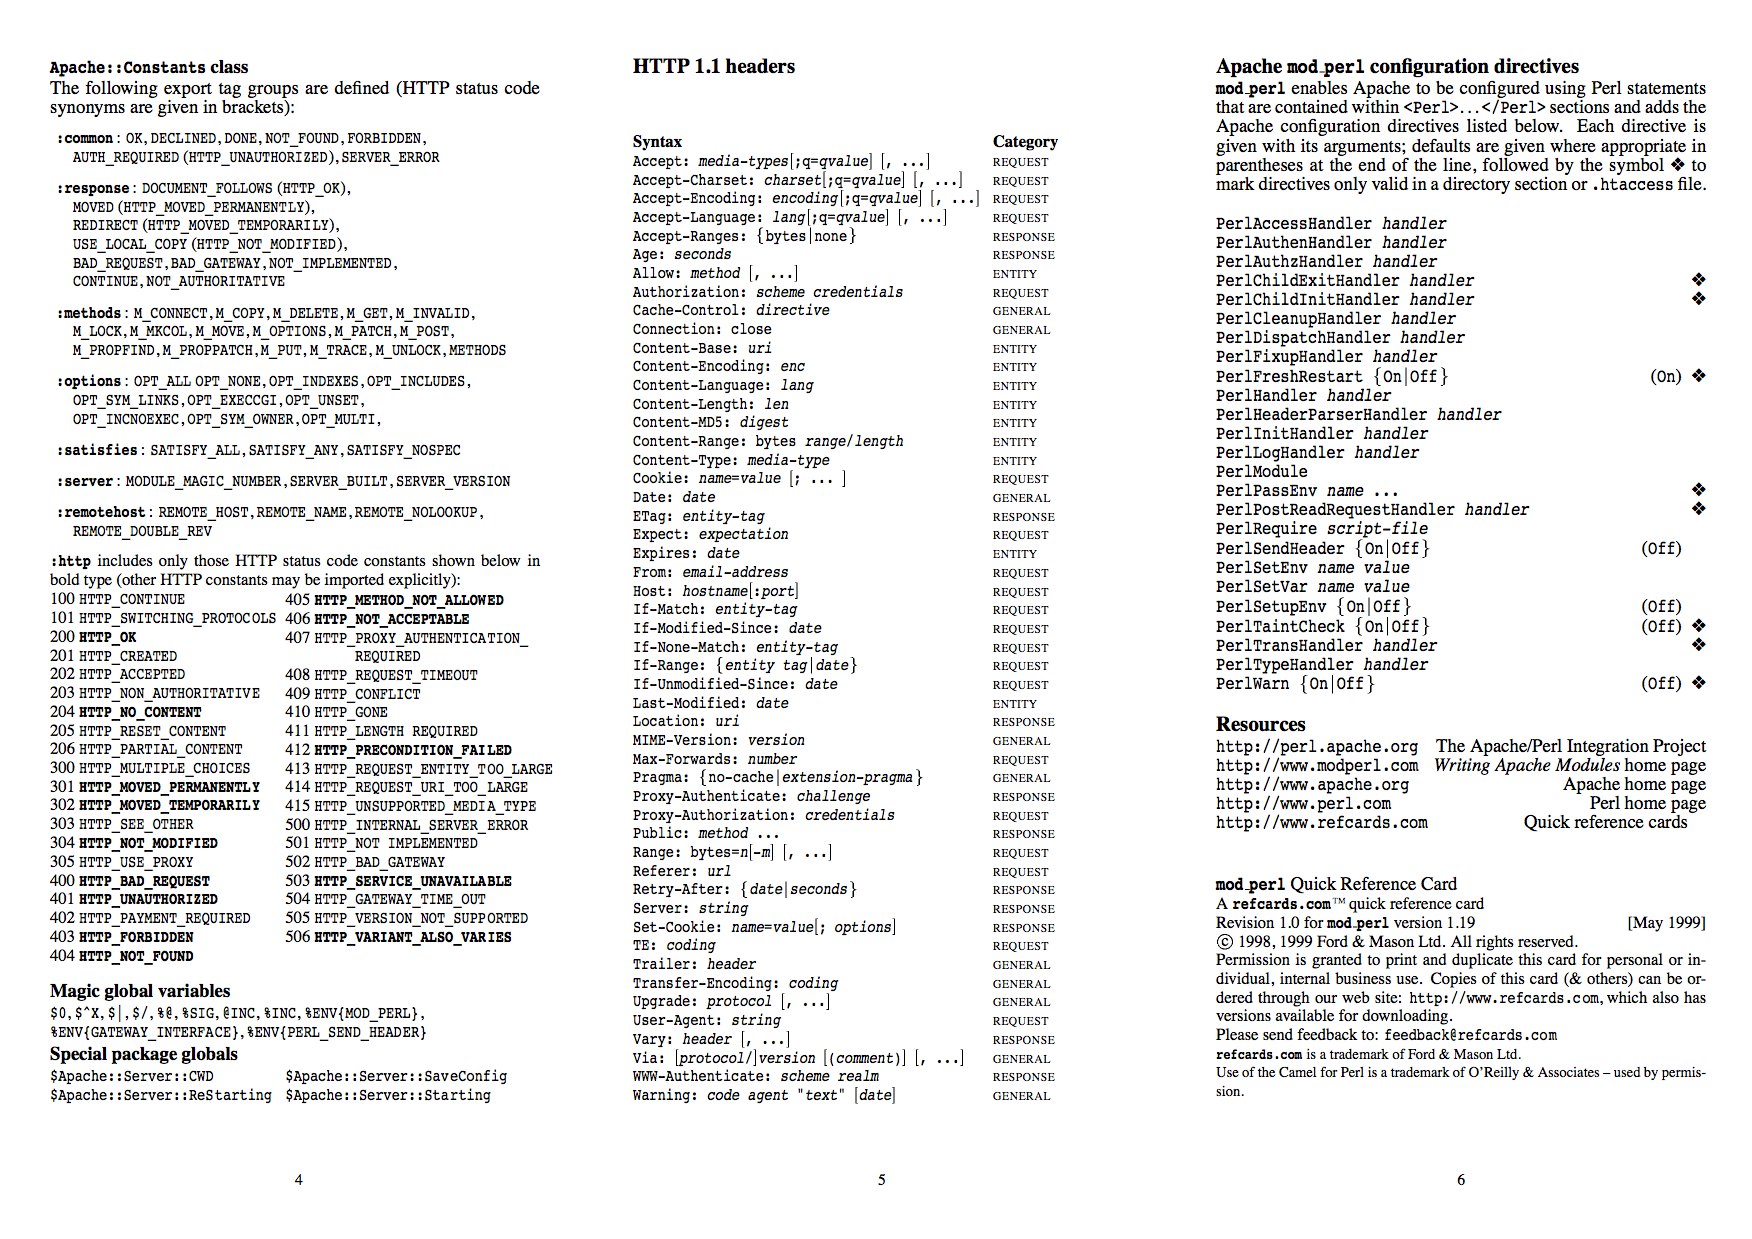 Apache::Constants class
The following export tag groups are defined (HTTP status code
synonyms are given in brackets):
:common: OK,DECLINED,DONE,NOT_FOUND,FORBIDDEN,
AUTH_REQUIRED (HTTP_UNAUTHORIZED),SERVER_ERROR
:response: DOCUMENT_FOLLOWS (HTTP_OK),
MOVED (HTTP_MOVED_PERMANENTLY),
REDIRECT (HTTP_MOVED_TEMPORARILY),
USE_LOCAL_COPY (HTTP_NOT_MODIFIED),
BAD_REQUEST,BAD_GATEWAY,NOT_IMPLEMENTED,
CONTINUE,NOT_AUTHORITATIVE
:methods: M_CONNECT,M_COPY,M_DELETE,M_GET,M_INVALID,
M_LOCK,M_MKCOL,M_MOVE,M_OPTIONS,M_PATCH,M_POST,
M_PROPFIND,M_PROPPATCH,M_PUT,M_TRACE,M_UNLOCK,METHODS
:options: OPT_ALL OPT_NONE,OPT_INDEXES,OPT_INCLUDES,
OPT_SYM_LINKS,OPT_EXECCGI,OPT_UNSET,
OPT_INCNOEXEC,OPT_SYM_OWNER,OPT_MULTI,
:satisfies: SATISFY_ALL,SATISFY_ANY,SATISFY_NOSPEC
:server: MODULE_MAGIC_NUMBER,SERVER_BUILT,SERVER_VERSION
:remotehost: REMOTE_HOST,REMOTE_NAME,REMOTE_NOLOOKUP,
REMOTE_DOUBLE_REV
:http includes only those HTTP status code constants shown below in
bold type (other HTTP constants may be imported explicitly):
100 HTTP_CONTINUE
101 HTTP_SWITCHING_PROTOCOLS
200 HTTP_OK
201 HTTP_CREATED
202 HTTP_ACCEPTED
203 HTTP_NON_AUTHORITATIVE
204 HTTP_NO_CONTENT
205 HTTP_RESET_CONTENT
206 HTTP_PARTIAL_CONTENT
300 HTTP_MULTIPLE_CHOICES
301 HTTP_MOVED_PERMANENTLY
302 HTTP_MOVED_TEMPORARILY
303 HTTP_SEE_OTHER
304 HTTP_NOT_MODIFIED
305 HTTP_USE_PROXY
400 HTTP_BAD_REQUEST
401 HTTP_UNAUTHORIZED
402 HTTP_PAYMENT_REQUIRED
403 HTTP_FORBIDDEN
404 HTTP_NOT_FOUND
405 HTTP_METHOD_NOT_ALLOWED
406 HTTP_NOT_ACCEPTABLE
407 HTTP_PROXY_AUTHENTICATION_
REQUIRED
408 HTTP_REQUEST_TIMEOUT
409 HTTP_CONFLICT
410 HTTP_GONE
411 HTTP_LENGTH REQUIRED
412 HTTP_PRECONDITION_FAILED
413 HTTP_REQUEST_ENTITY_TOO_LARGE
414 HTTP_REQUEST_URI_TOO_LARGE
415 HTTP_UNSUPPORTED_MEDIA_TYPE
500 HTTP_INTERNAL_SERVER_ERROR
501 HTTP_NOT IMPLEMENTED
502 HTTP_BAD_GATEWAY
503 HTTP_SERVICE_UNAVAILABLE
504 HTTP_GATEWAY_TIME_OUT
505 HTTP_VERSION_NOT_SUPPORTED
506 HTTP_VARIANT_ALSO_VARIES
Magic global variables
$0,$^X,$|,$/,%@,%SIG,@INC,%INC,%ENV{MOD_PERL},
%ENV{GATEWAY_INTERFACE},%ENV{PERL_SEND_HEADER}
Special package globals
$Apache::Server::CWD $Apache::Server::SaveConfig
$Apache::Server::ReStarting $Apache::Server::Starting
4
HTTP 1.1 headers
Syntax Category
Accept: media-types[;q=qvalue] [, ...] REQUEST
Accept-Charset: charset[;q=qvalue] [, ...] REQUEST
Accept-Encoding: encoding[;q=qvalue] [, ...] REQUEST
Accept-Language: lang[;q=qvalue] [, ...] REQUEST
Accept-Ranges: {bytes|none} RESPONSE
Age: seconds RESPONSE
Allow: method [, ...] ENTITY
Authorization: scheme credentials REQUEST
Cache-Control: directive GENERAL
Connection: close GENERAL
Content-Base: uri ENTITY
Content-Encoding: enc ENTITY
Content-Language: lang ENTITY
Content-Length: len ENTITY
Content-MD5: digest ENTITY
Content-Range: bytes range/length ENTITY
Content-Type: media-type ENTITY
Cookie: name=value [; ... ] REQUEST
Date: date GENERAL
ETag: entity-tag RESPONSE
Expect: expectation REQUEST
Expires: date ENTITY
From: email-address REQUEST
Host: hostname[:port] REQUEST
If-Match: entity-tag REQUEST
If-Modified-Since: date REQUEST
If-None-Match: entity-tag REQUEST
If-Range: {entity tag|date} REQUEST
If-Unmodified-Since: date REQUEST
Last-Modified: date ENTITY
Location: uri RESPONSE
MIME-Version: version GENERAL
Max-Forwards: number REQUEST
Pragma: {no-cache|extension-pragma} GENERAL
Proxy-Authenticate: challenge RESPONSE
Proxy-Authorization: credentials REQUEST
Public: method ... RESPONSE
Range: bytes=n[-m] [, ...] REQUEST
Referer: url REQUEST
Retry-After: {date|seconds} RESPONSE
Server: string RESPONSE
Set-Cookie: name=value[; options] RESPONSE
TE: coding REQUEST
Trailer: header GENERAL
Transfer-Encoding: coding GENERAL
Upgrade: protocol [, ...] GENERAL
User-Agent: string REQUEST
Vary: header [, ...] RESPONSE
Via: [protocol/]version [(comment)] [, ...] GENERAL
WWW-Authenticate: scheme realm RESPONSE
Warning: code agent "text" [date] GENERAL
5
Apache mod_perl configuration directives
mod_perl enables Apache to be configured using Perl statements
that are contained within <Perl>...</Perl> sections and adds the
Apache configuration directives listed below. Each directive is
given with its arguments; defaults are given where appropriate in
parentheses at the end of the line, followed by the symbol ❖ to
mark directives only valid in a directory section or .htaccess file.
PerlAccessHandler handler
PerlAuthenHandler handler
PerlAuthzHandler handler
PerlChildExitHandler handler ❖
PerlChildInitHandler handler ❖
PerlCleanupHandler handler
PerlDispatchHandler handler
PerlFixupHandler handler
PerlFreshRestart {On|Off} (On) ❖
PerlHandler handler
PerlHeaderParserHandler handler
PerlInitHandler handler
PerlLogHandler handler
PerlModule
PerlPassEnv name ... ❖
PerlPostReadRequestHandler handler ❖
PerlRequire script-file
PerlSendHeader {On|Off} (Off)
PerlSetEnv name value
PerlSetVar name value
PerlSetupEnv {On|Off} (Off)
PerlTaintCheck {On|Off} (Off) ❖
PerlTransHandler handler ❖
PerlTypeHandler handler
PerlWarn {On|Off} (Off) ❖
Resources
http://perl.apache.org The Apache/Perl Integration Project
http://www.modperl.com Writing Apache Modules home page
http://www.apache.org Apache home page
http://www.perl.com Perl home page
http://www.refcards.com Quick reference cards
mod_perl Quick Reference Card
A refcards.com™ quick reference card
Revision 1.0 for mod_perl version 1.19 [May 1999]
© 1998, 1999 Ford & Mason Ltd. All rights reserved.
Permission is granted to print and duplicate this card for personal or in-
dividual, internal business use. Copies of this card (& others) can be or-
dered through our web site: http://www.refcards.com, which also has
versions available for downloading.
Please send feedback to: feedback@refcards.com
refcards.com is a trademark of Ford & Mason Ltd.
Use of the Camel for Perl is a trademark of O'Reilly & Associates – used by permis-
sion.
6